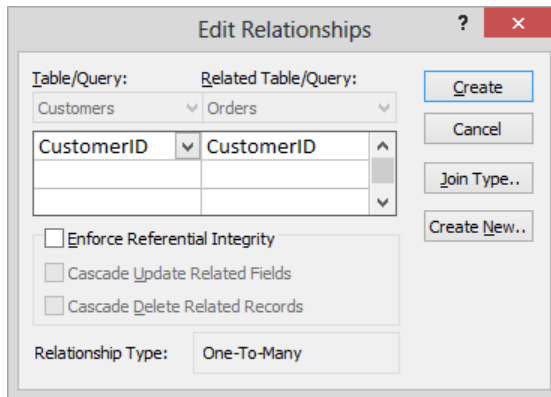 Edit Relationships
? ×
Table/Query: Related Table/Query:
Customers Orders
CustomerID CustomerID
Enforce Referential Integrity
Cascade Update Related Fields
Cascade Delete Related Records
Relationship Type: One-To-Many
Create
Cancel
Join Type..
Create New..